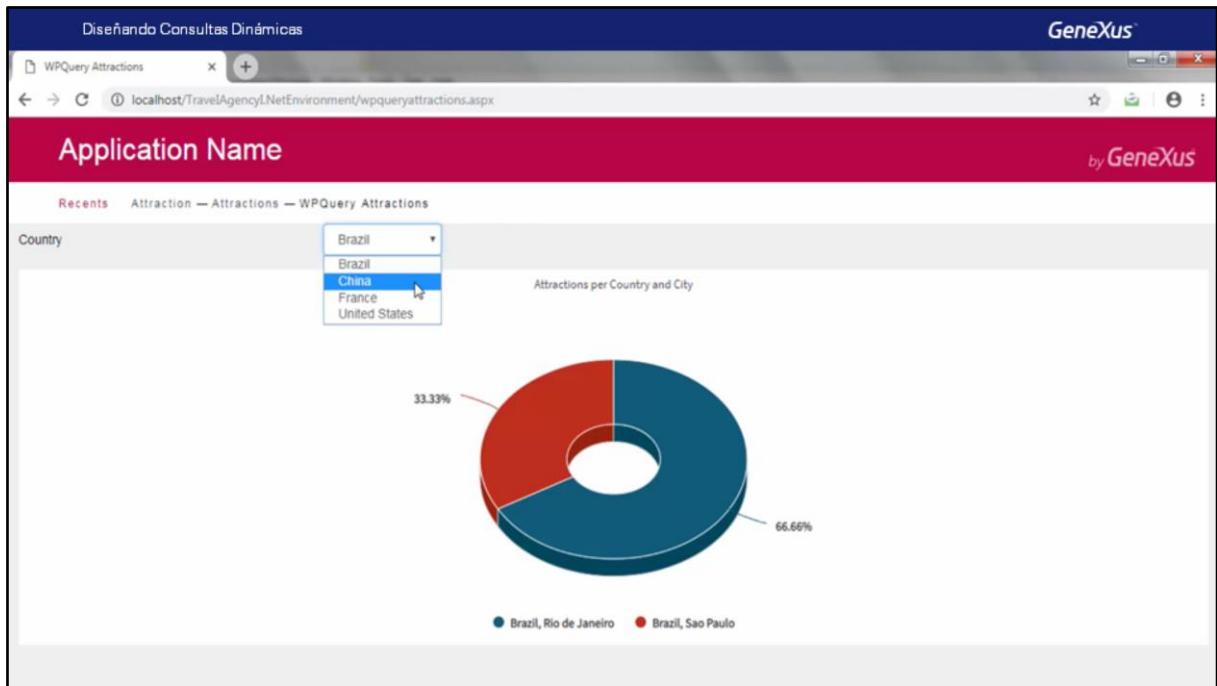 Diseñando Consultas Dinámicas
GeneXus™
WPQuery Attractions
localhost/TravelAgencyI.NetEnvironment/wpqueryattractions.aspx
Application Name
by GeneXus
Recents Attraction — Attractions — WPQuery Attractions
Country
Brazil
Brazil
China
France
United States
Attractions per Country and City
33.33%
66.66%
Brazil, Rio de Janeiro
Brazil, Sao Paulo